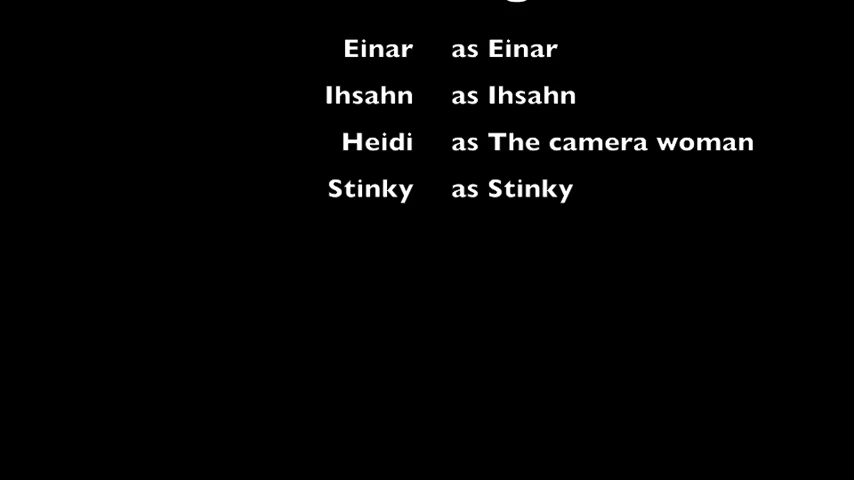 Einar as Einar
Ihsahn as Ihsahn
Heidi as The camera woman
Stinky as Stinky